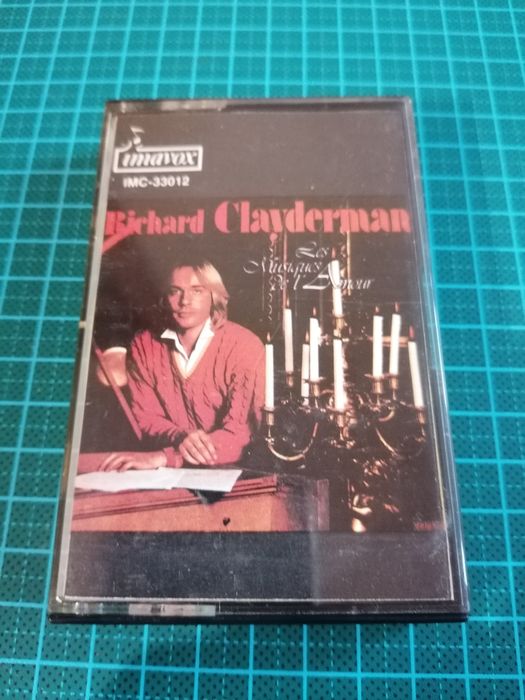 imavox
IMC-33012
Richard Clayderman
Les
Musiques
de l'Amour